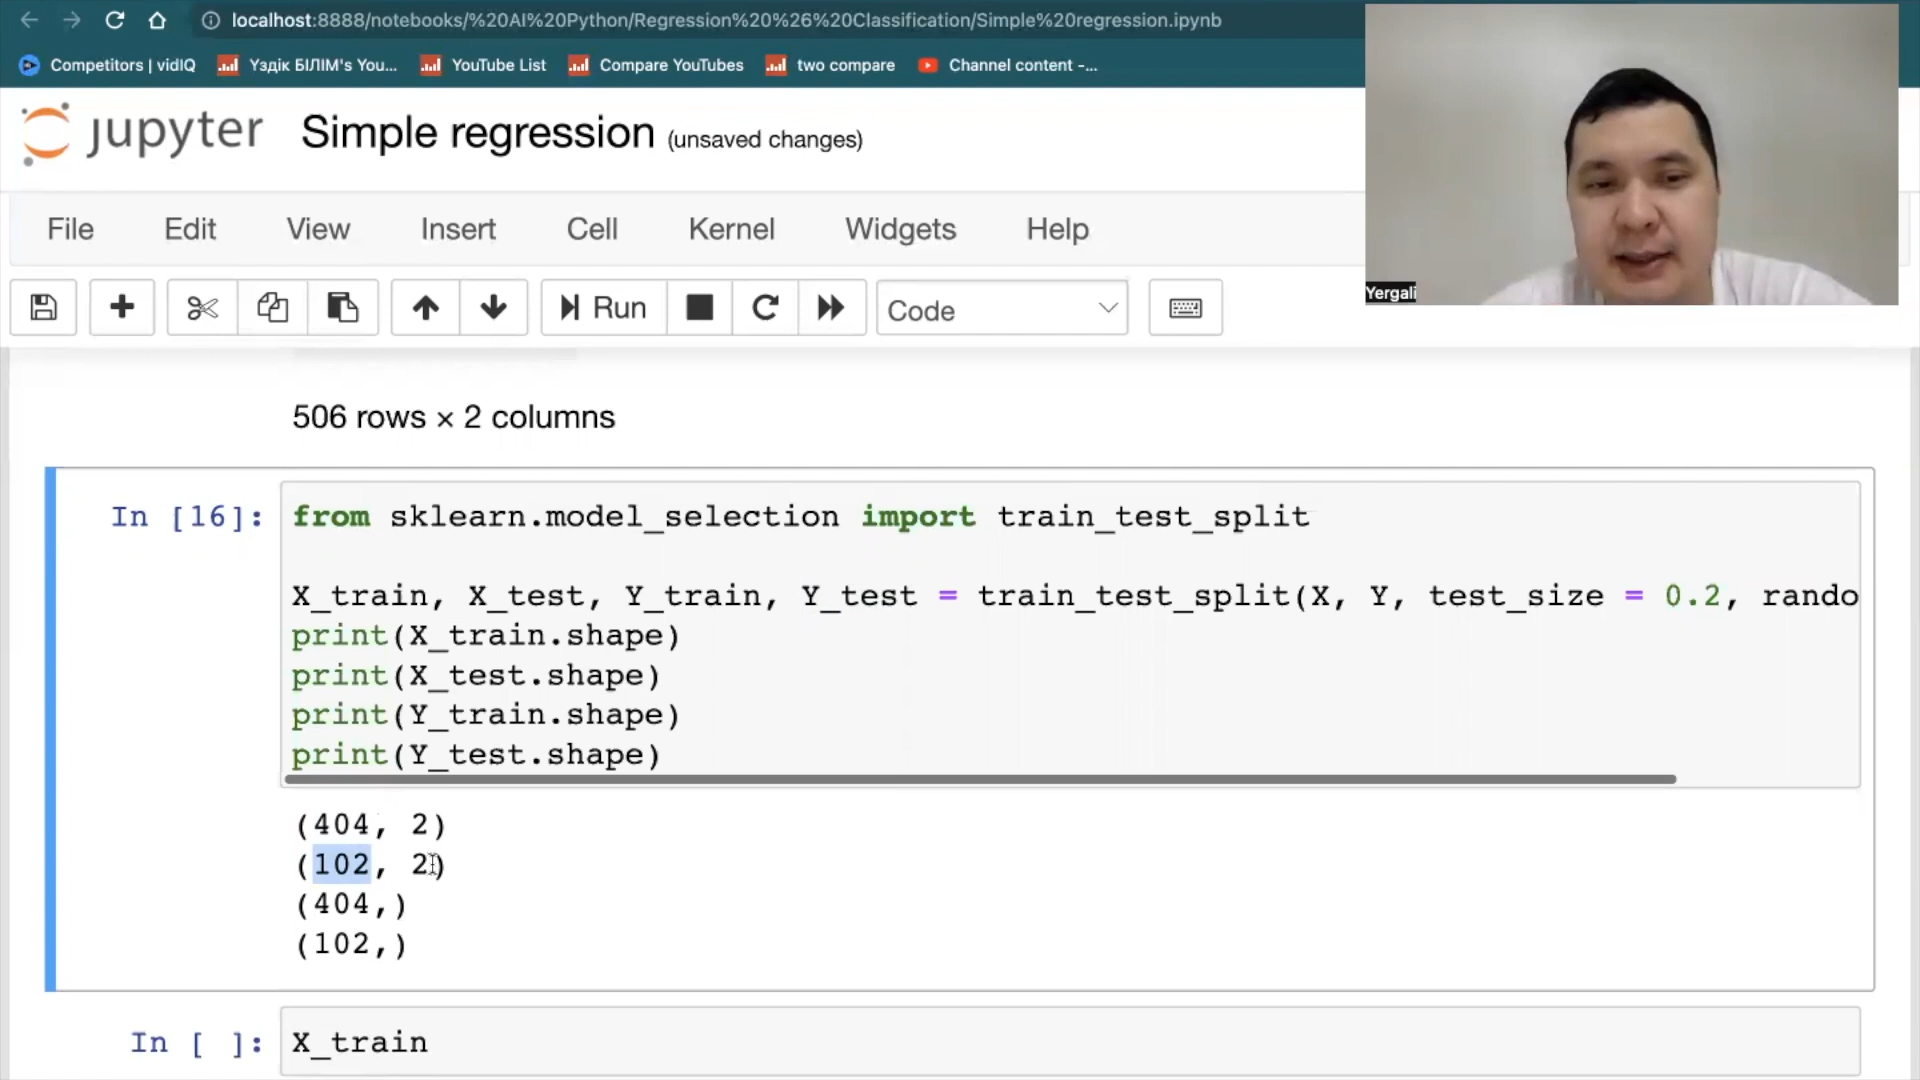 localhost:8888/notebooks/%20AI%20Python/Regression%20%26%20Classification/Simple%20regression.ipynb
Competitors | vidIQ Үздік БІЛІМ's You... YouTube List Compare YouTubes two compare Channel content -...
jupyter Simple regression (unsaved changes)
Yergali
File Edit View Insert Cell Kernel Widgets Help
Run Code
506 rows × 2 columns
In [16]: from sklearn.model_selection import train_test_split
X_train, X_test, Y_train, Y_test = train_test_split(X, Y, test_size = 0.2, rando
print(X_train.shape)
print(X_test.shape)
print(Y_train.shape)
print(Y_test.shape)
(404, 2)
(102, 2)
(404,)
(102,)
In [ ]: X_train